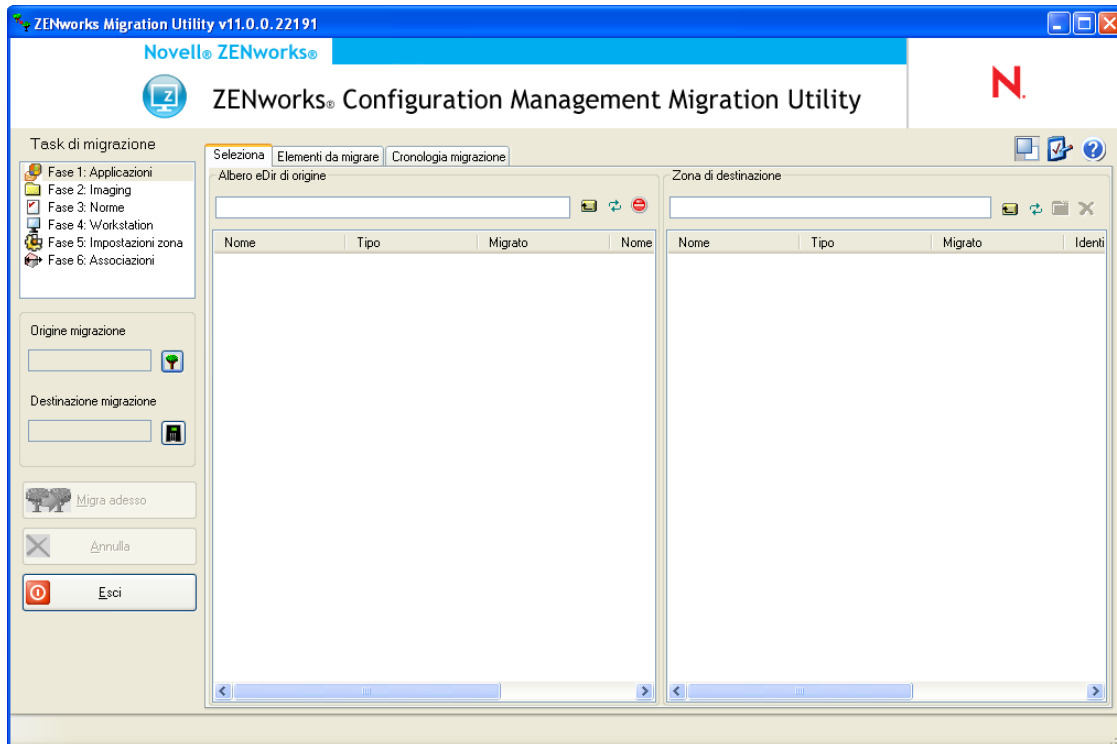 ZENworks Migration Utility v11.0.0.22191
Novell® ZENworks®
ZENworks® Configuration Management Migration Utility
N.
Task di migrazione
Fase 1: Applicazioni
Fase 2: Imaging
Fase 3: Norme
Fase 4: Workstation
Fase 5: Impostazioni zona
Fase 6: Associazioni
Origine migrazione
Destinazione migrazione
Migra adesso
Annulla
Esci
Seleziona Elementi da migrare Cronologia migrazione
Albero eDir di origine
Nome Tipo Migrato Nome
Zona di destinazione
Nome Tipo Migrato Identi